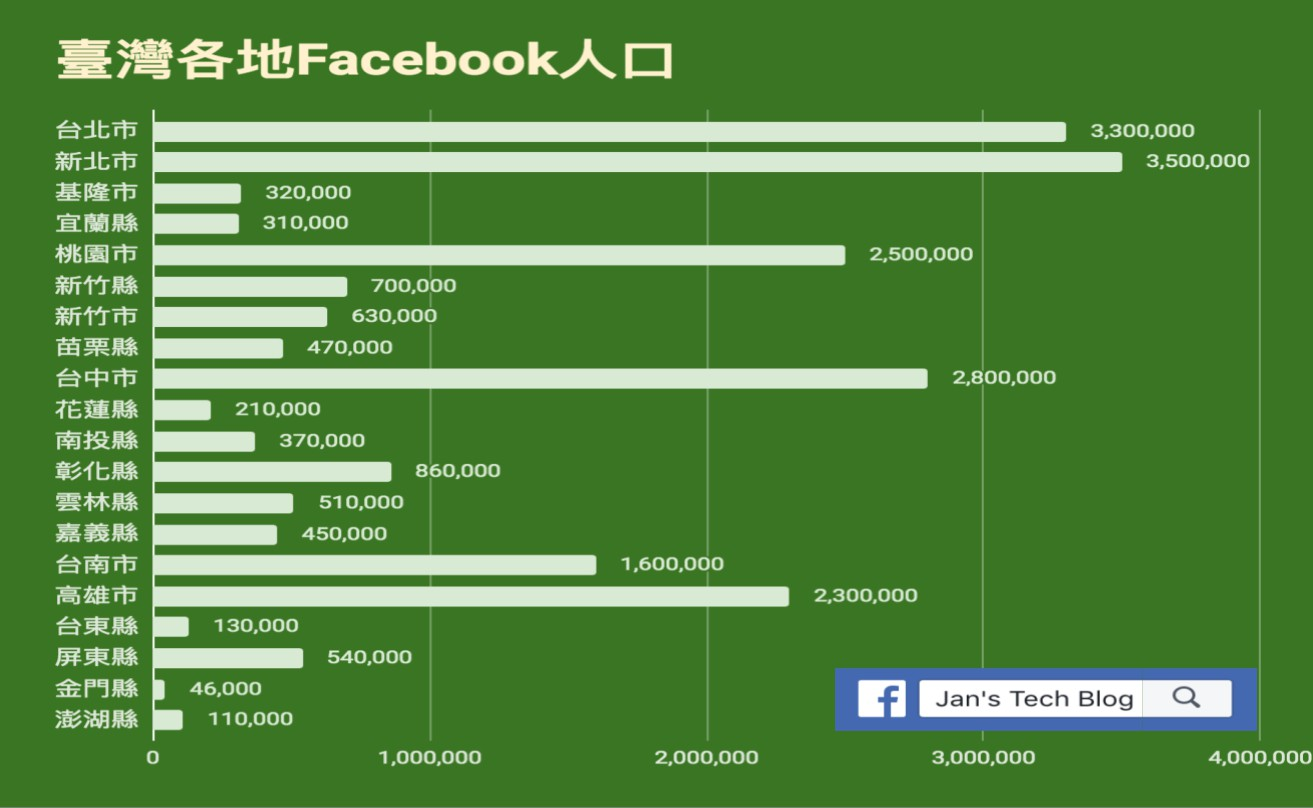 臺灣各地Facebook人口
台北市 3,300,000
新北市 3,500,000
基隆市 320,000
宜蘭縣 310,000
桃園市 2,500,000
新竹縣 700,000
新竹市 630,000
苗栗縣 470,000
台中市 2,800,000
花蓮縣 210,000
南投縣 370,000
彰化縣 860,000
雲林縣 510,000
嘉義縣 450,000
台南市 1,600,000
高雄市 2,300,000
台東縣 130,000
屏東縣 540,000
金門縣 46,000
澎湖縣 110,000
f Jan's Tech Blog
0 1,000,000 2,000,000 3,000,000 4,000,000